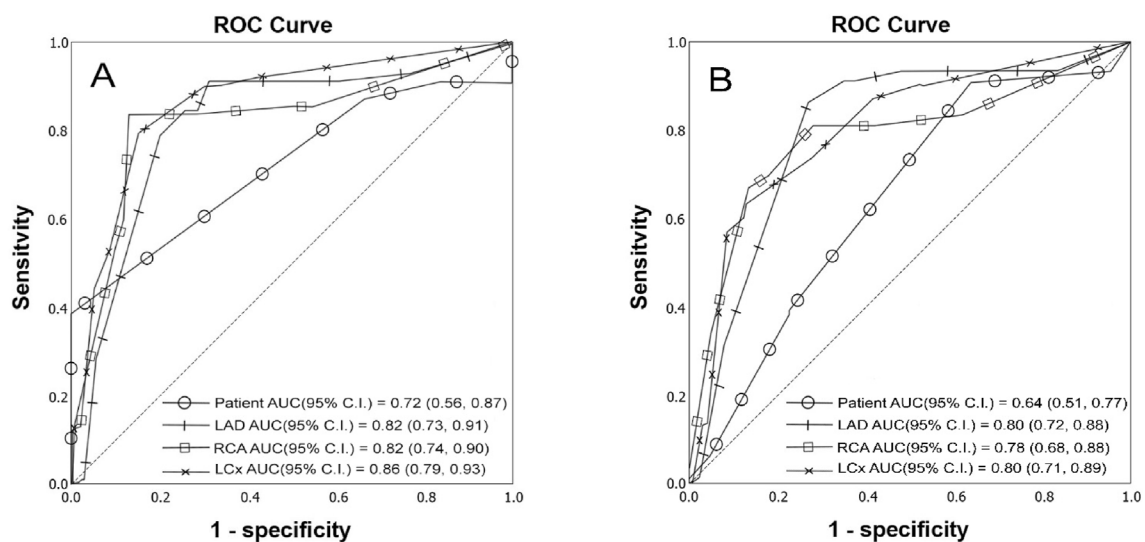 ROC Curve
A
1.0
0.8
0.6
0.4
0.2
0.0
Sensitvity
Patient AUC(95% C.I.) = 0.72 (0.56, 0.87)
LAD AUC(95% C.I.) = 0.82 (0.73, 0.91)
RCA AUC(95% C.I.) = 0.82 (0.74, 0.90)
LCx AUC(95% C.I.) = 0.86 (0.79, 0.93)
0.0 0.2 0.4 0.6 0.8 1.0
1 - specificity
ROC Curve
B
1.0
0.8
0.6
0.4
0.2
0.0
Sensitvity
Patient AUC(95% C.I.) = 0.64 (0.51, 0.77)
LAD AUC(95% C.I.) = 0.80 (0.72, 0.88)
RCA AUC(95% C.I.) = 0.78 (0.68, 0.88)
LCx AUC(95% C.I.) = 0.80 (0.71, 0.89)
0.0 0.2 0.4 0.6 0.8 1.0
1 - specificity